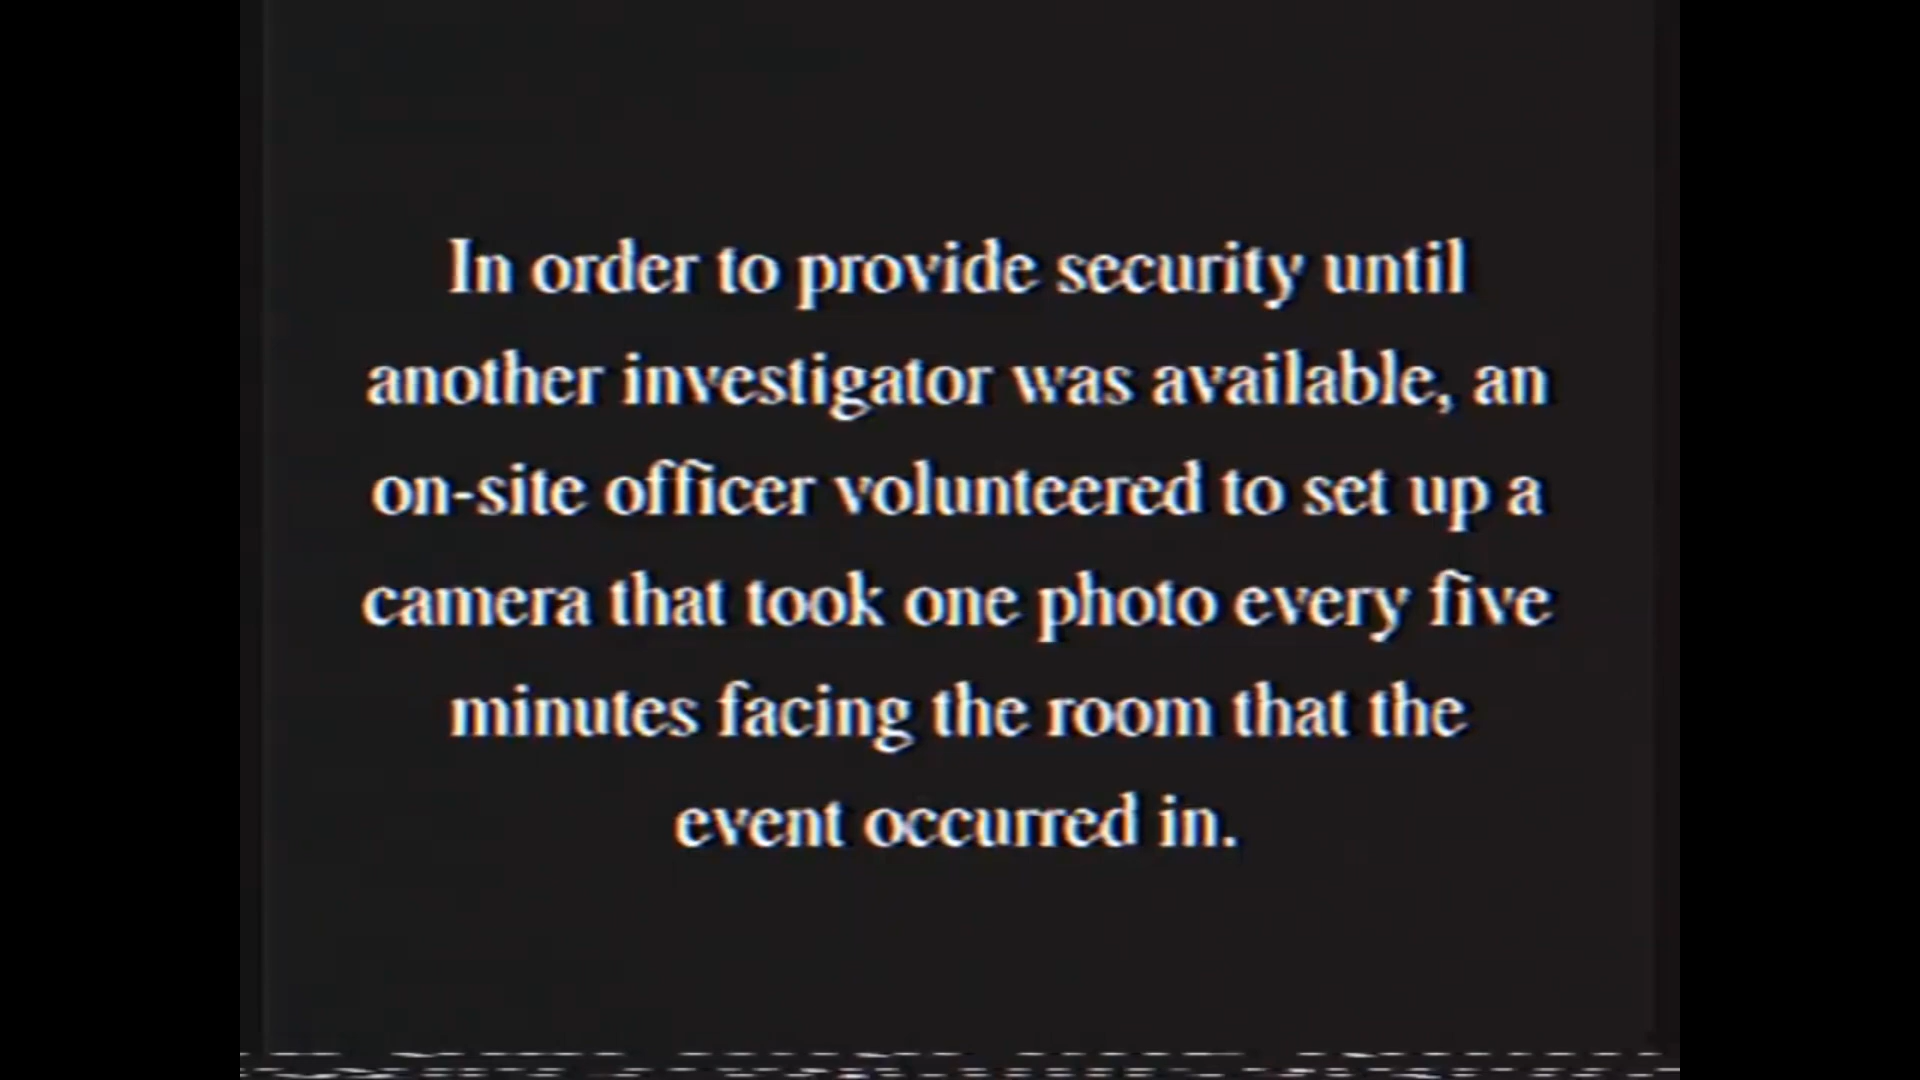 In order to provide security until
another investigator was available, an
on-site officer volunteered to set up a
camera that took one photo every five
minutes facing the room that the
event occurred in.